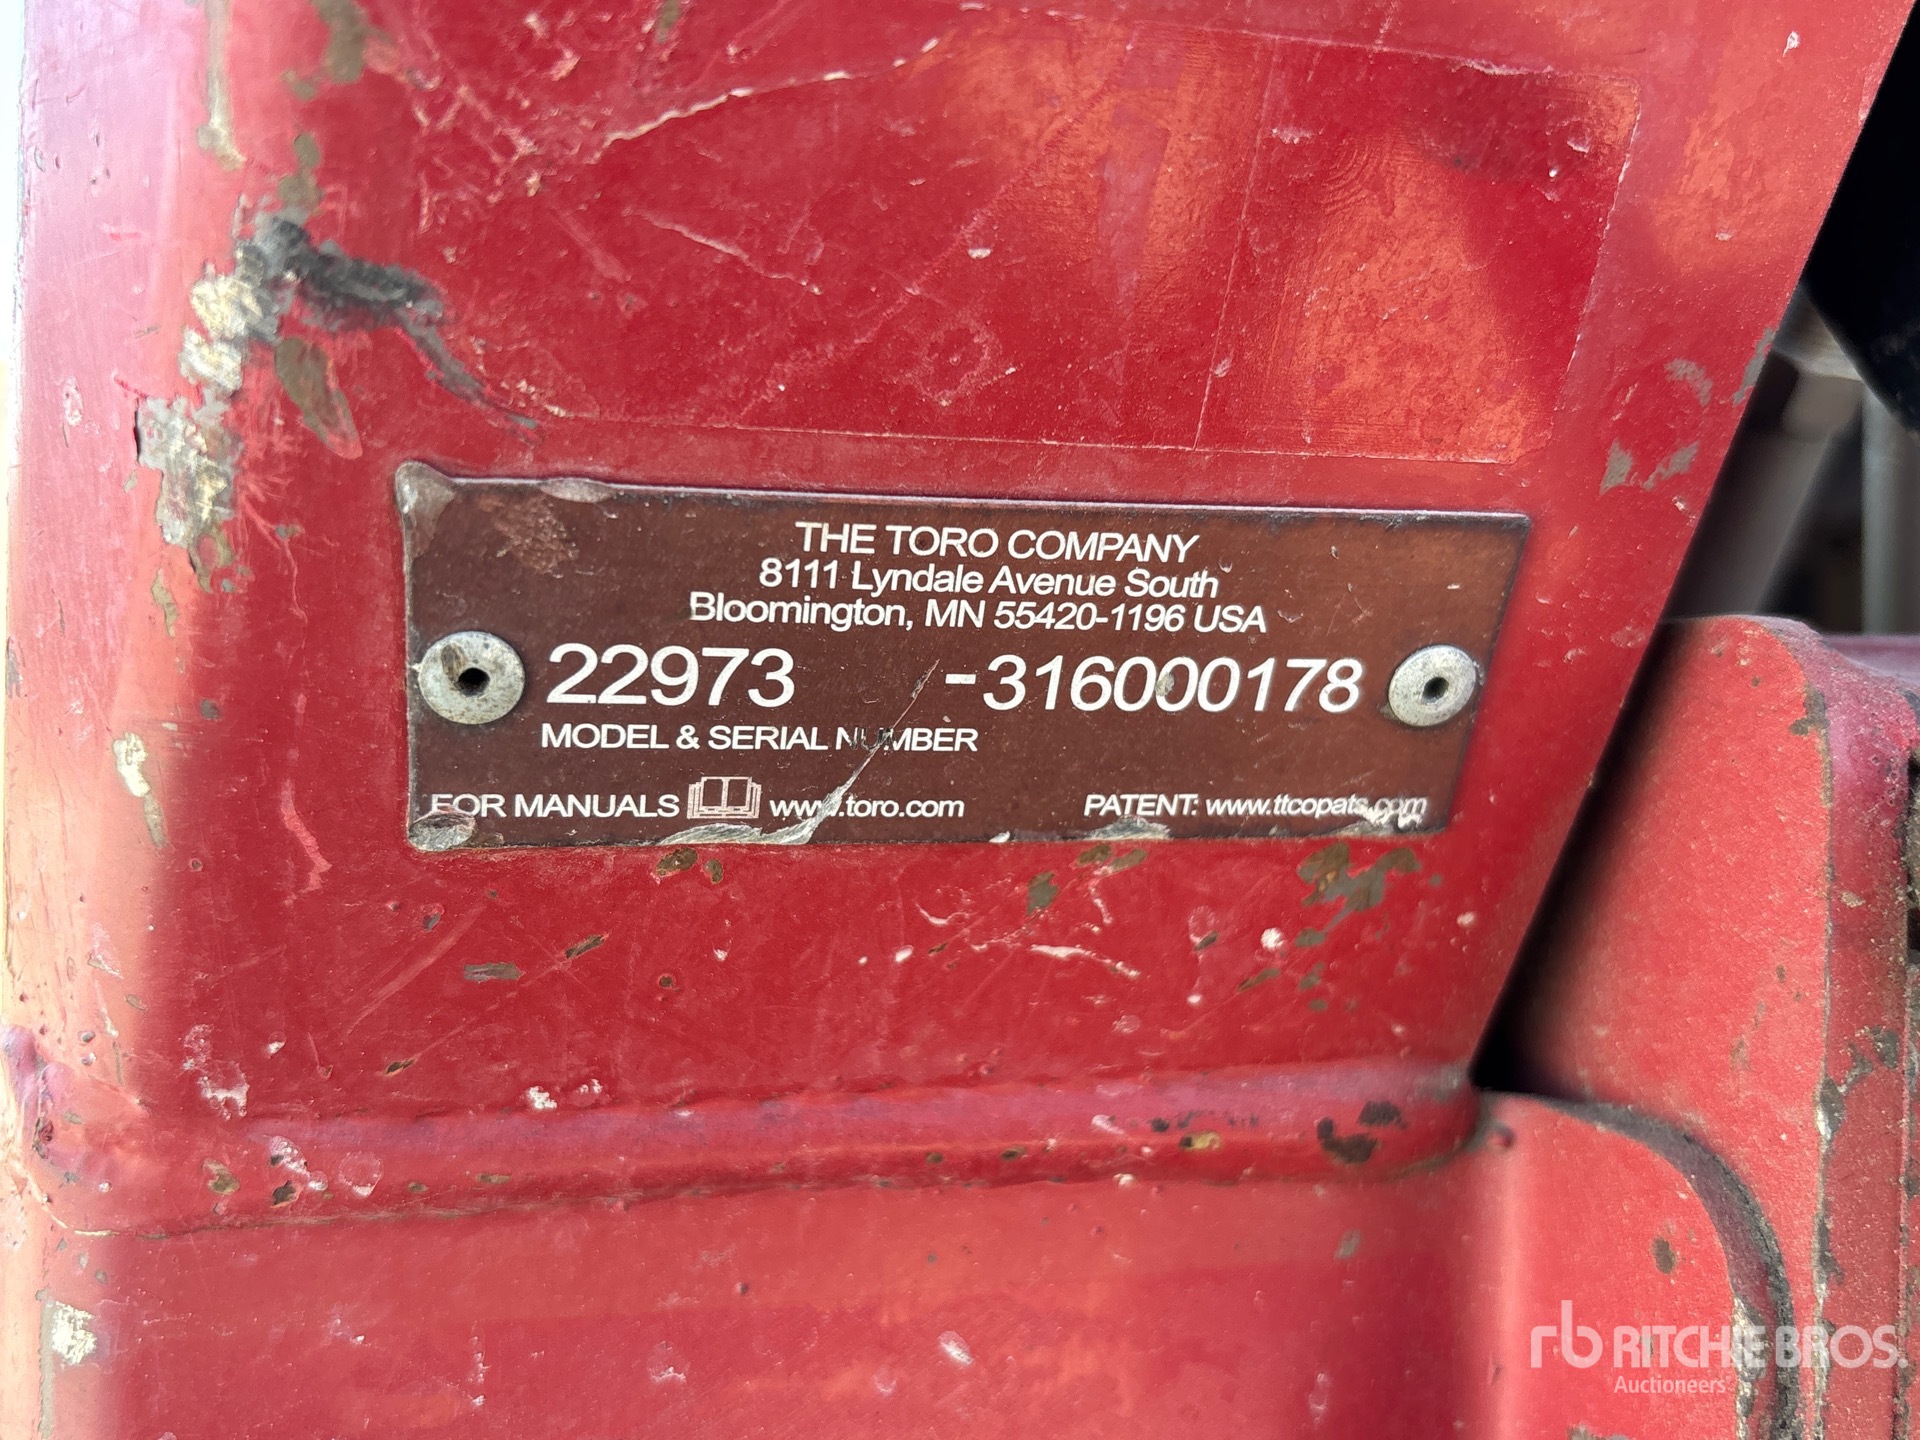 THE TORO COMPANY
8111 Lyndale Avenue South
Bloomington, MN 55420-1196 USA
22973 -316000178
MODEL & SERIAL NUMBER
FOR MANUALS www.toro.com PATENT: www.ttcopats.com
rb RITCHIE BROS.
Auctioneers